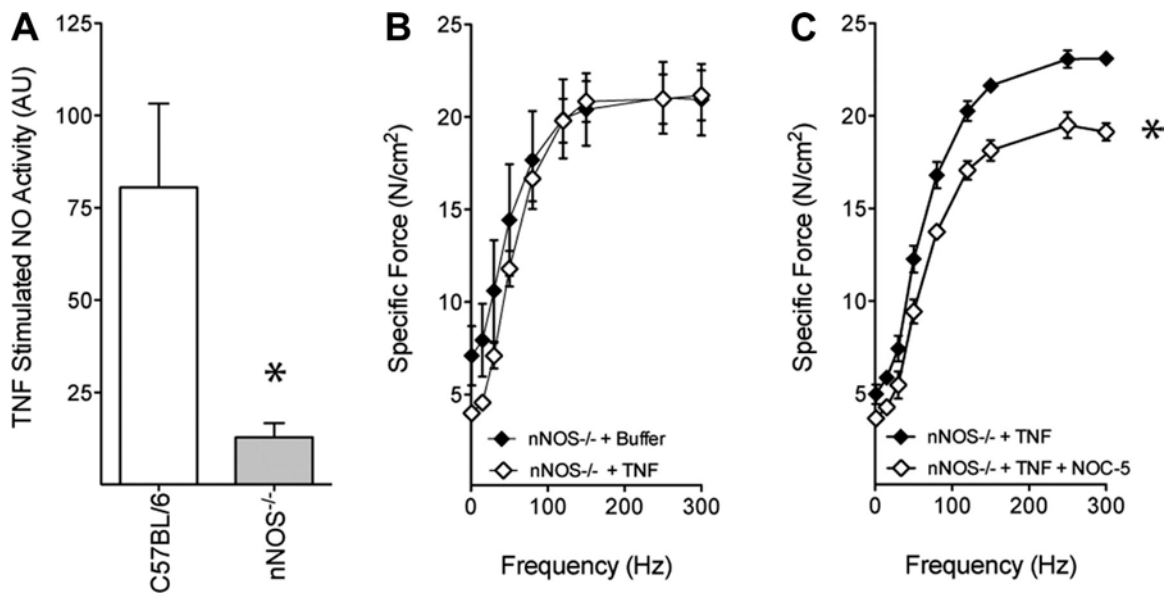 A
TNF Stimulated NO Activity (AU)
125
100
75
50
25
*
C57BL/6
nNOS-/-
B
Specific Force (N/cm2)
25
20
15
10
5
nNOS-/- + Buffer
nNOS-/- + TNF
0 100 200 300
Frequency (Hz)
C
Specific Force (N/cm2)
25
20
15
10
5
*
nNOS-/- + TNF
nNOS-/- + TNF + NOC-5
0 100 200 300
Frequency (Hz)